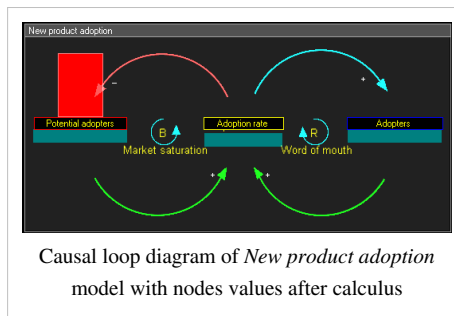 New product adoption
−
+
Potential adopters
B
Adoption rate
R
Adopters
Market saturation
Word of mouth
+
+
Causal loop diagram of New product adoption
model with nodes values after calculus